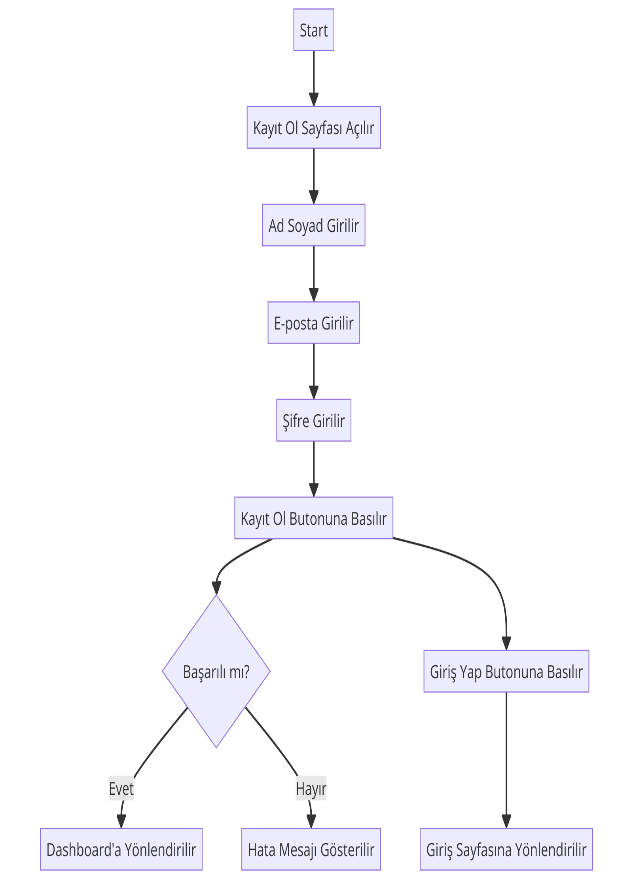 Start
Kayıt Ol Sayfası Açılır
Ad Soyad Girilir
E-posta Girilir
Şifre Girilir
Kayıt Ol Butonuna Basılır
Başarılı mı?
Giriş Yap Butonuna Basılır
Evet
Hayır
Dashboard'a Yönlendirilir
Hata Mesajı Gösterilir
Giriş Sayfasına Yönlendirilir